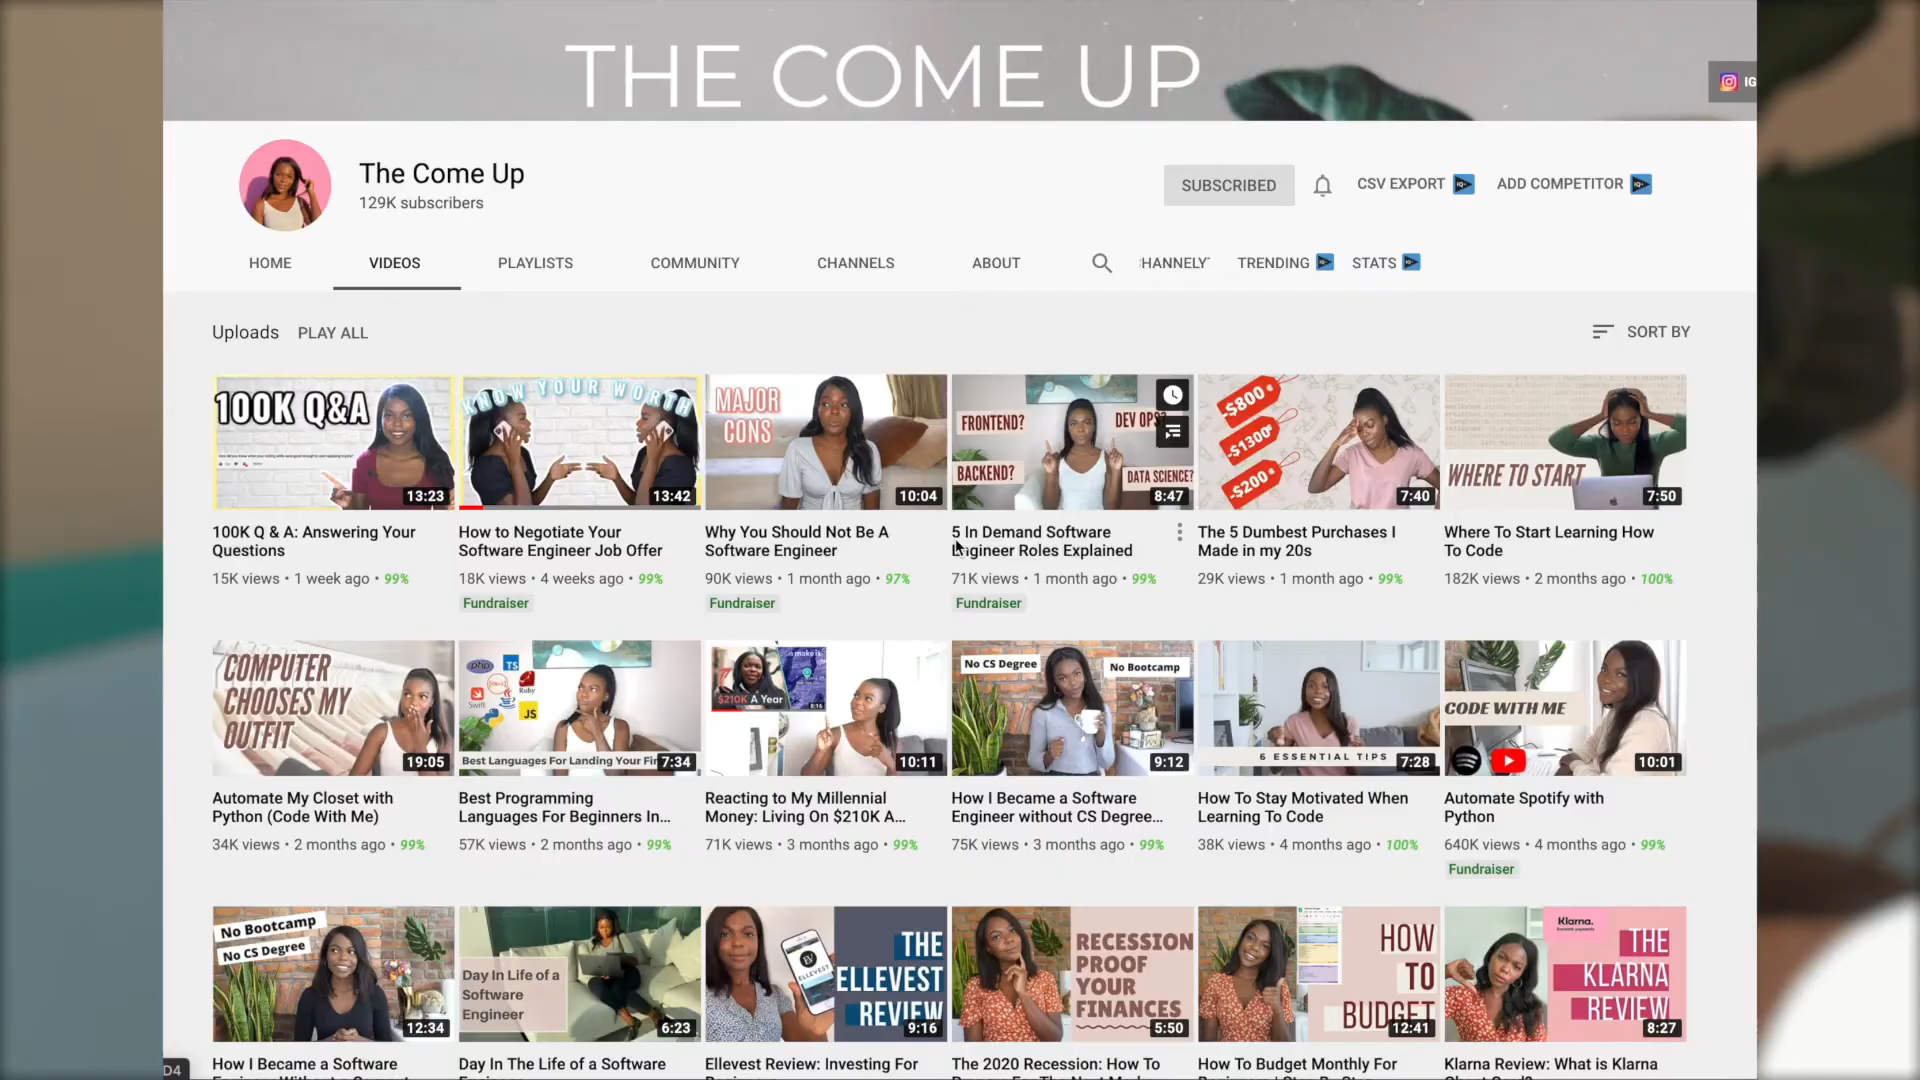 THE COME UP
IG
The Come Up
129K subscribers
SUBSCRIBED
CSV EXPORT
ADD COMPETITOR
HOME
VIDEOS
PLAYLISTS
COMMUNITY
CHANNELS
ABOUT
HANNELY
TRENDING
STATS
Uploads
PLAY ALL
SORT BY
100K Q&A
13:23
KNOW YOUR WORTH
13:42
MAJOR
CONS
10:04
FRONTEND?
DEV OPS?
BACKEND?
DATA SCIENCE?
8:47
-$800
-$1300
-$200
7:40
WHERE TO START
7:50
100K Q & A: Answering Your
Questions
15K views • 1 week ago • 99%
How to Negotiate Your
Software Engineer Job Offer
18K views • 4 weeks ago • 99%
Fundraiser
Why You Should Not Be A
Software Engineer
90K views • 1 month ago • 97%
Fundraiser
5 In Demand Software
Engineer Roles Explained
71K views • 1 month ago • 99%
Fundraiser
The 5 Dumbest Purchases I
Made in my 20s
29K views • 1 month ago • 99%
Where To Start Learning How
To Code
182K views • 2 months ago • 100%
COMPUTER
CHOOSES MY
OUTFIT
19:05
php
TS
Swift
Ruby
JS
Best Languages For Landing Your Fir
7:34
make it
$210K A Year
8:16
10:11
No CS Degree
No Bootcamp
9:12
6 ESSENTIAL TIPS
7:28
CODE WITH ME
10:01
Automate My Closet with
Python (Code With Me)
34K views • 2 months ago • 99%
Best Programming
Languages For Beginners In...
57K views • 2 months ago • 99%
Reacting to My Millennial
Money: Living On $210K A...
71K views • 3 months ago • 99%
How I Became a Software
Engineer without CS Degree...
75K views • 3 months ago • 99%
How To Stay Motivated When
Learning To Code
38K views • 4 months ago • 100%
Automate Spotify with
Python
640K views • 4 months ago • 99%
Fundraiser
No Bootcamp
No CS Degree
12:34
Day In Life of a
Software
Engineer
6:23
THE
ELLEVEST
REVIEW
9:16
RECESSION
PROOF
YOUR
FINANCES
5:50
HOW
TO
BUDGET
12:41
Klarna.
THE
KLARNA
REVIEW
8:27
D4
How I Became a Software
Day In The Life of a Software
Ellevest Review: Investing For
The 2020 Recession: How To
How To Budget Monthly For
Klarna Review: What is Klarna